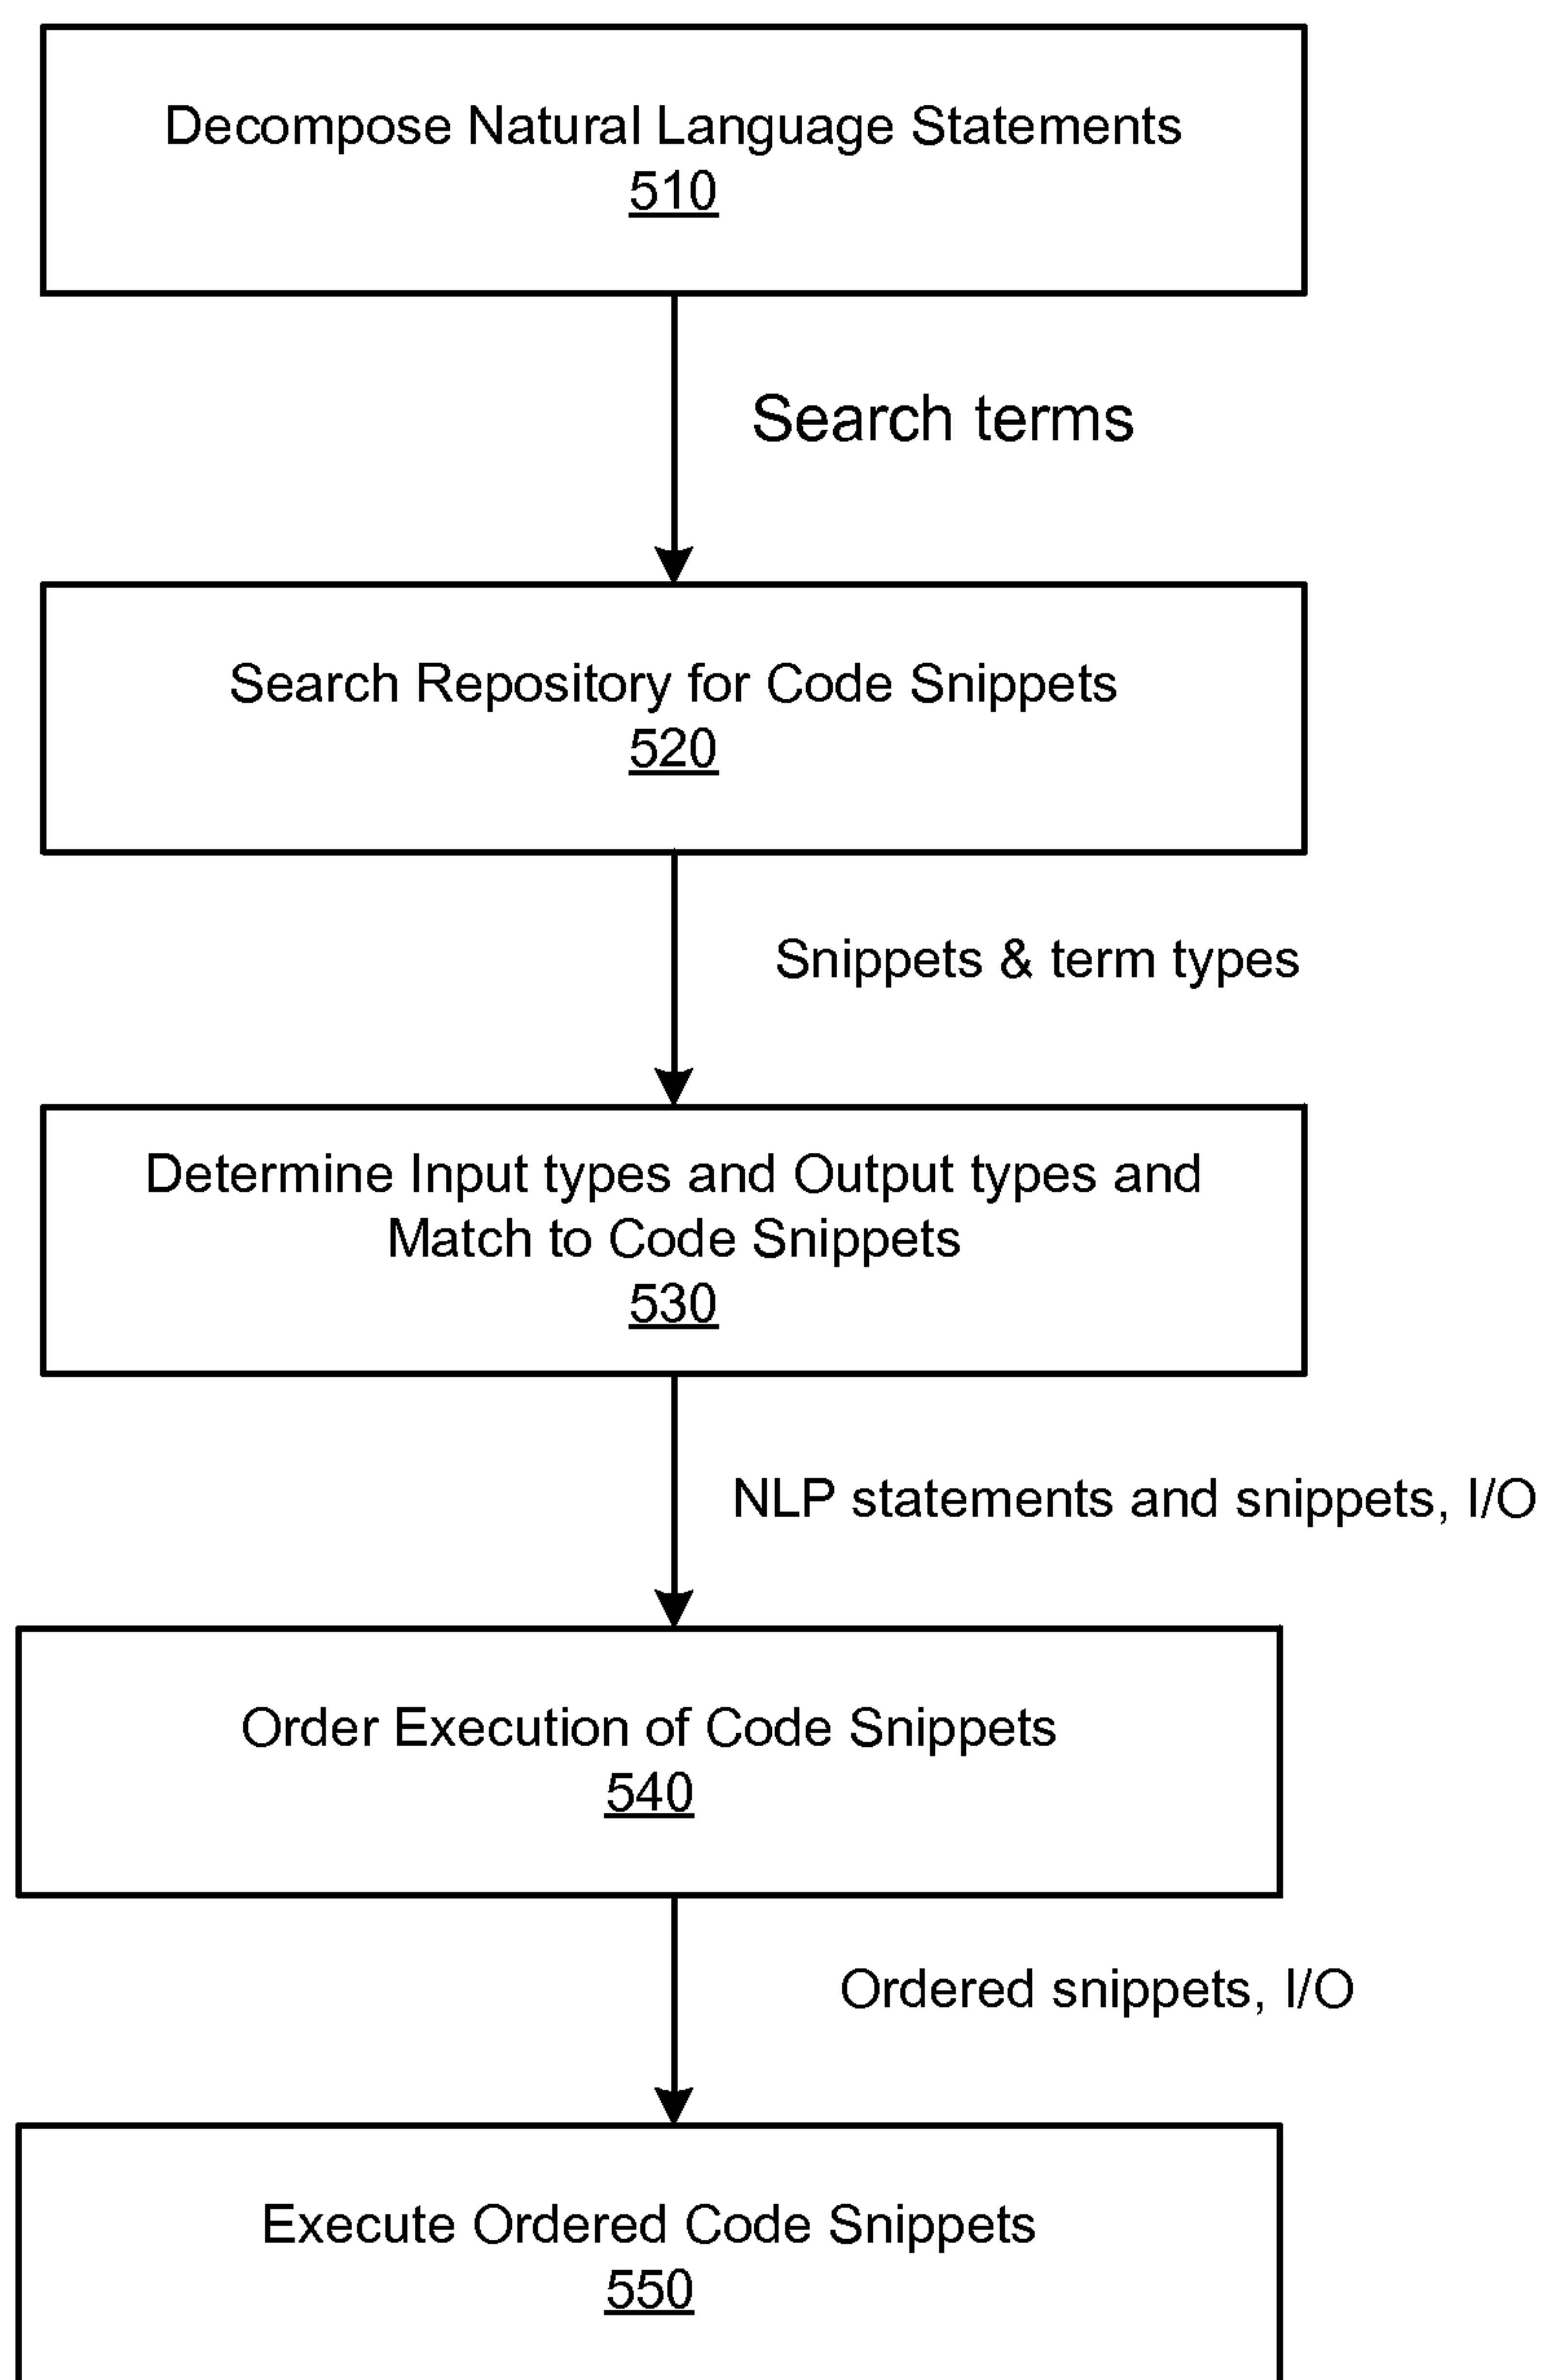 Decompose Natural Language Statements
510
Search terms
Search Repository for Code Snippets
520
Snippets & term types
Determine Input types and Output types and
Match to Code Snippets
530
NLP statements and snippets, I/O
Order Execution of Code Snippets
540
Ordered snippets, I/O
Execute Ordered Code Snippets
550